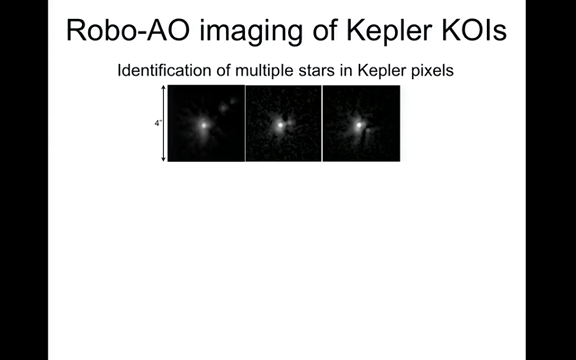 Robo-AO imaging of Kepler KOIs
Identification of multiple stars in Kepler pixels
4"